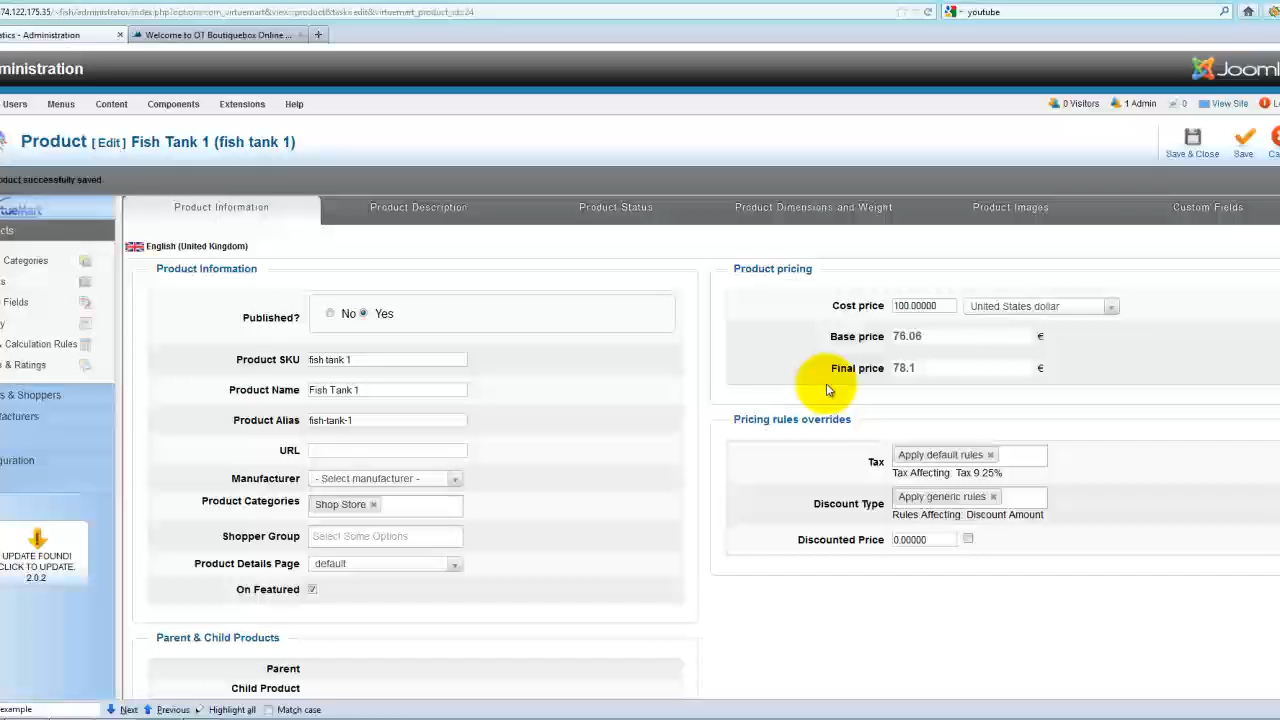 74.122.175.35/~fish/administrator/index.php?option=com_virtuemart&view=product&task=edit&virtuemart_product_id=24
youtube
atics - Administration
Welcome to OT Boutiquebox Online ...
ministration
Joom
Users Menus Content Components Extensions Help
0 Visitors 1 Admin 0 View Site
Product [ Edit ] Fish Tank 1 (fish tank 1)
Save & Close Save
oduct successfully saved
Product Information Product Description Product Status Product Dimensions and Weight Product Images Custom Fields
English (United Kingdom)
Product Information
Published? No Yes
Product SKU fish tank 1
Product Name Fish Tank 1
Product Alias fish-tank-1
URL
Manufacturer - Select manufacturer -
Product Categories Shop Store
Shopper Group Select Some Options
Product Details Page default
On Featured
Parent & Child Products
Parent
Child Product
Product pricing
Cost price 100.00000 United States dollar
Base price 76.06 €
Final price 78.1 €
Pricing rules overrides
Tax Apply default rules
Tax Affecting: Tax 9.25%
Discount Type Apply generic rules
Rules Affecting: Discount Amount
Discounted Price 0.00000
cts
Categories
s
Fields
y
Calculation Rules
s & Ratings
s & Shoppers
ufacturers
iguration
UPDATE FOUND!
CLICK TO UPDATE.
2.0.2
example Next Previous Highlight all Match case